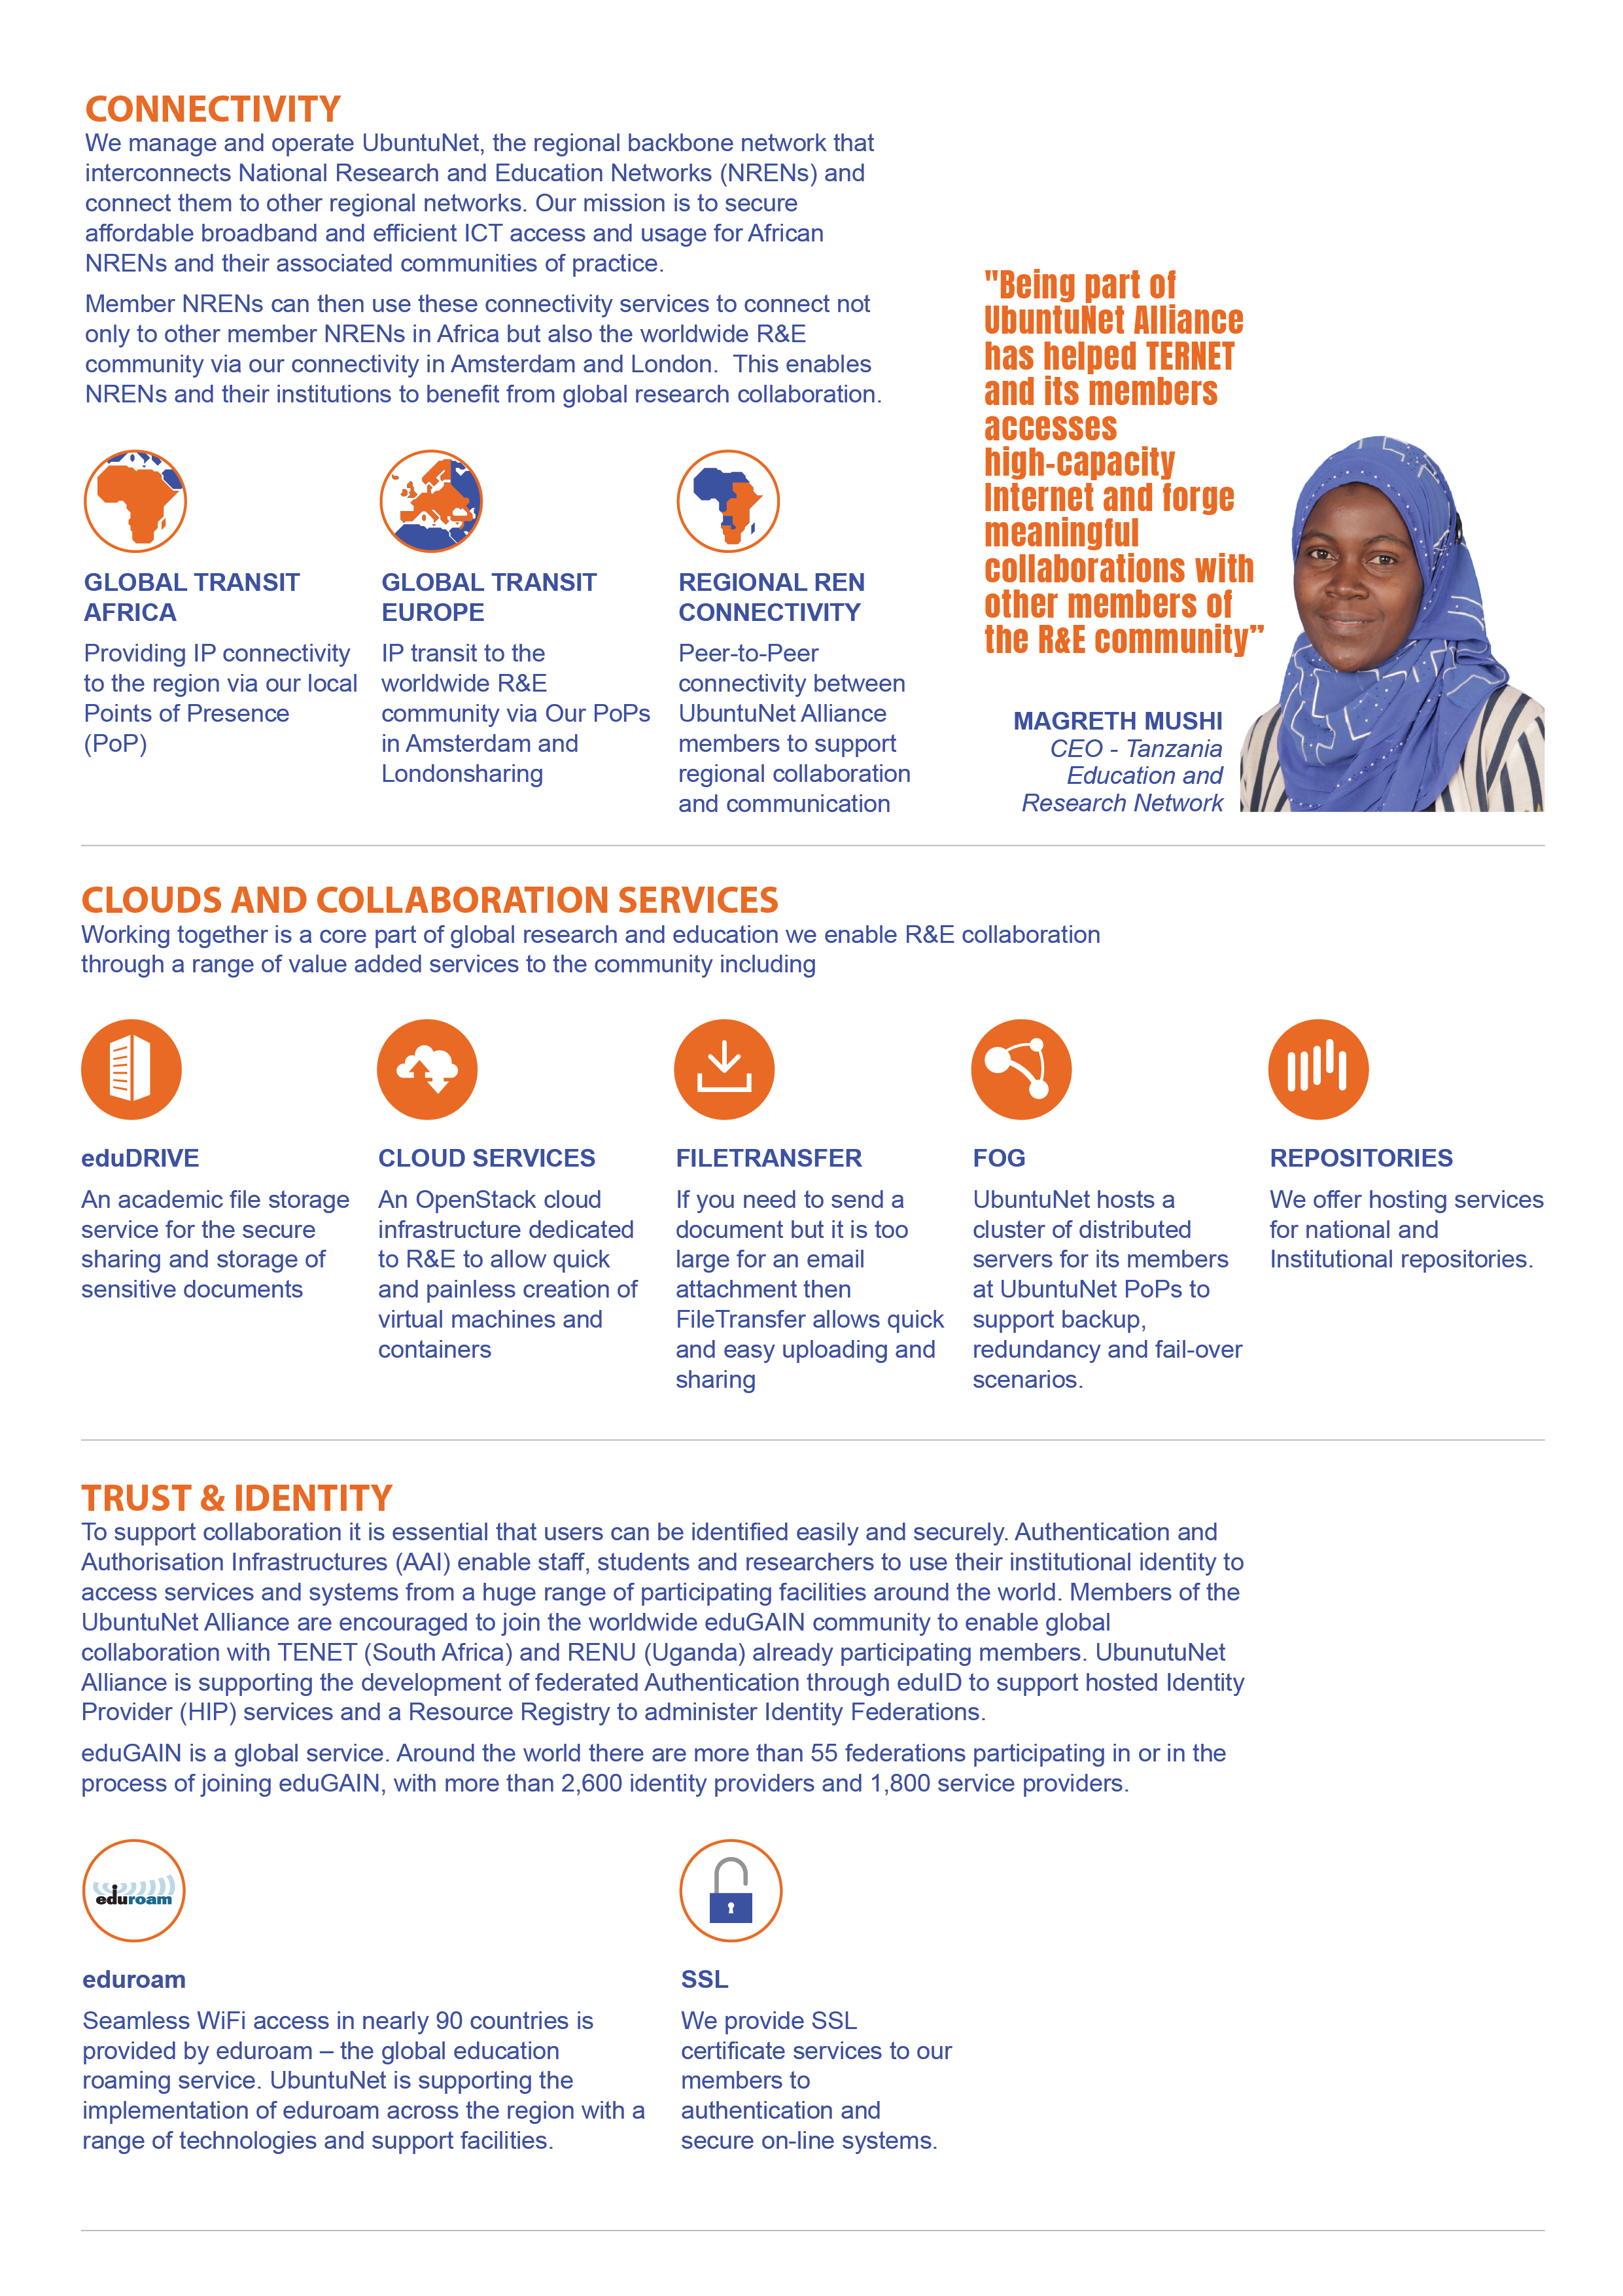 CONNECTIVITY
We manage and operate UbuntuNet, the regional backbone network that
interconnects National Research and Education Networks (NRENs) and
connect them to other regional networks. Our mission is to secure
affordable broadband and efficient ICT access and usage for African
NRENs and their associated communities of practice.
Member NRENs can then use these connectivity services to connect not
only to other member NRENs in Africa but also the worldwide R&E
community via our connectivity in Amsterdam and London.  This enables
NRENs and their institutions to benefit from global research collaboration.
GLOBAL TRANSIT
AFRICA
Providing IP connectivity
to the region via our local
Points of Presence
(PoP)
GLOBAL TRANSIT
EUROPE
IP transit to the
worldwide R&E
community via Our PoPs
in Amsterdam and
Londonsharing
REGIONAL REN
CONNECTIVITY
Peer-to-Peer
connectivity between
UbuntuNet Alliance
members to support
regional collaboration
and communication
"Being part of
UbuntuNet Alliance
has helped TERNET
and its members
accesses
high-capacity
Internet and forge
meaningful
collaborations with
other members of
the R&E community”
MAGRETH MUSHI
CEO - Tanzania
Education and
Research Network
CLOUDS AND COLLABORATION SERVICES
Working together is a core part of global research and education we enable R&E collaboration
through a range of value added services to the community including
eduDRIVE
An academic file storage
service for the secure
sharing and storage of
sensitive documents
CLOUD SERVICES
An OpenStack cloud
infrastructure dedicated
to R&E to allow quick
and painless creation of
virtual machines and
containers
FILETRANSFER
If you need to send a
document but it is too
large for an email
attachment then
FileTransfer allows quick
and easy uploading and
sharing
FOG
UbuntuNet hosts a
cluster of distributed
servers for its members
at UbuntuNet PoPs to
support backup,
redundancy and fail-over
scenarios.
REPOSITORIES
We offer hosting services
for national and
Institutional repositories.
TRUST & IDENTITY
To support collaboration it is essential that users can be identified easily and securely. Authentication and
Authorisation Infrastructures (AAI) enable staff, students and researchers to use their institutional identity to
access services and systems from a huge range of participating facilities around the world. Members of the
UbuntuNet Alliance are encouraged to join the worldwide eduGAIN community to enable global
collaboration with TENET (South Africa) and RENU (Uganda) already participating members. UbunutuNet
Alliance is supporting the development of federated Authentication through eduID to support hosted Identity
Provider (HIP) services and a Resource Registry to administer Identity Federations.
eduGAIN is a global service. Around the world there are more than 55 federations participating in or in the
process of joining eduGAIN, with more than 2,600 identity providers and 1,800 service providers.
eduroam
eduroam
Seamless WiFi access in nearly 90 countries is
provided by eduroam – the global education
roaming service. UbuntuNet is supporting the
implementation of eduroam across the region with a
range of technologies and support facilities.
SSL
We provide SSL
certificate services to our
members to
authentication and
secure on-line systems.